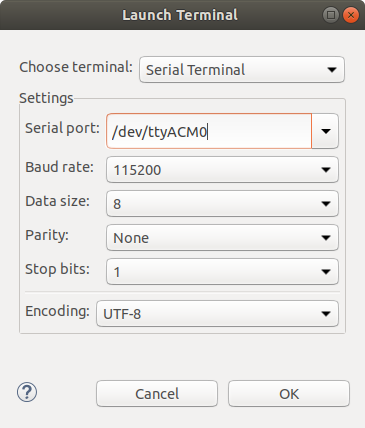 Launch Terminal
Choose terminal: Serial Terminal
Settings
Serial port: /dev/ttyACM0
Baud rate: 115200
Data size: 8
Parity: None
Stop bits: 1
Encoding: UTF-8
? Cancel OK